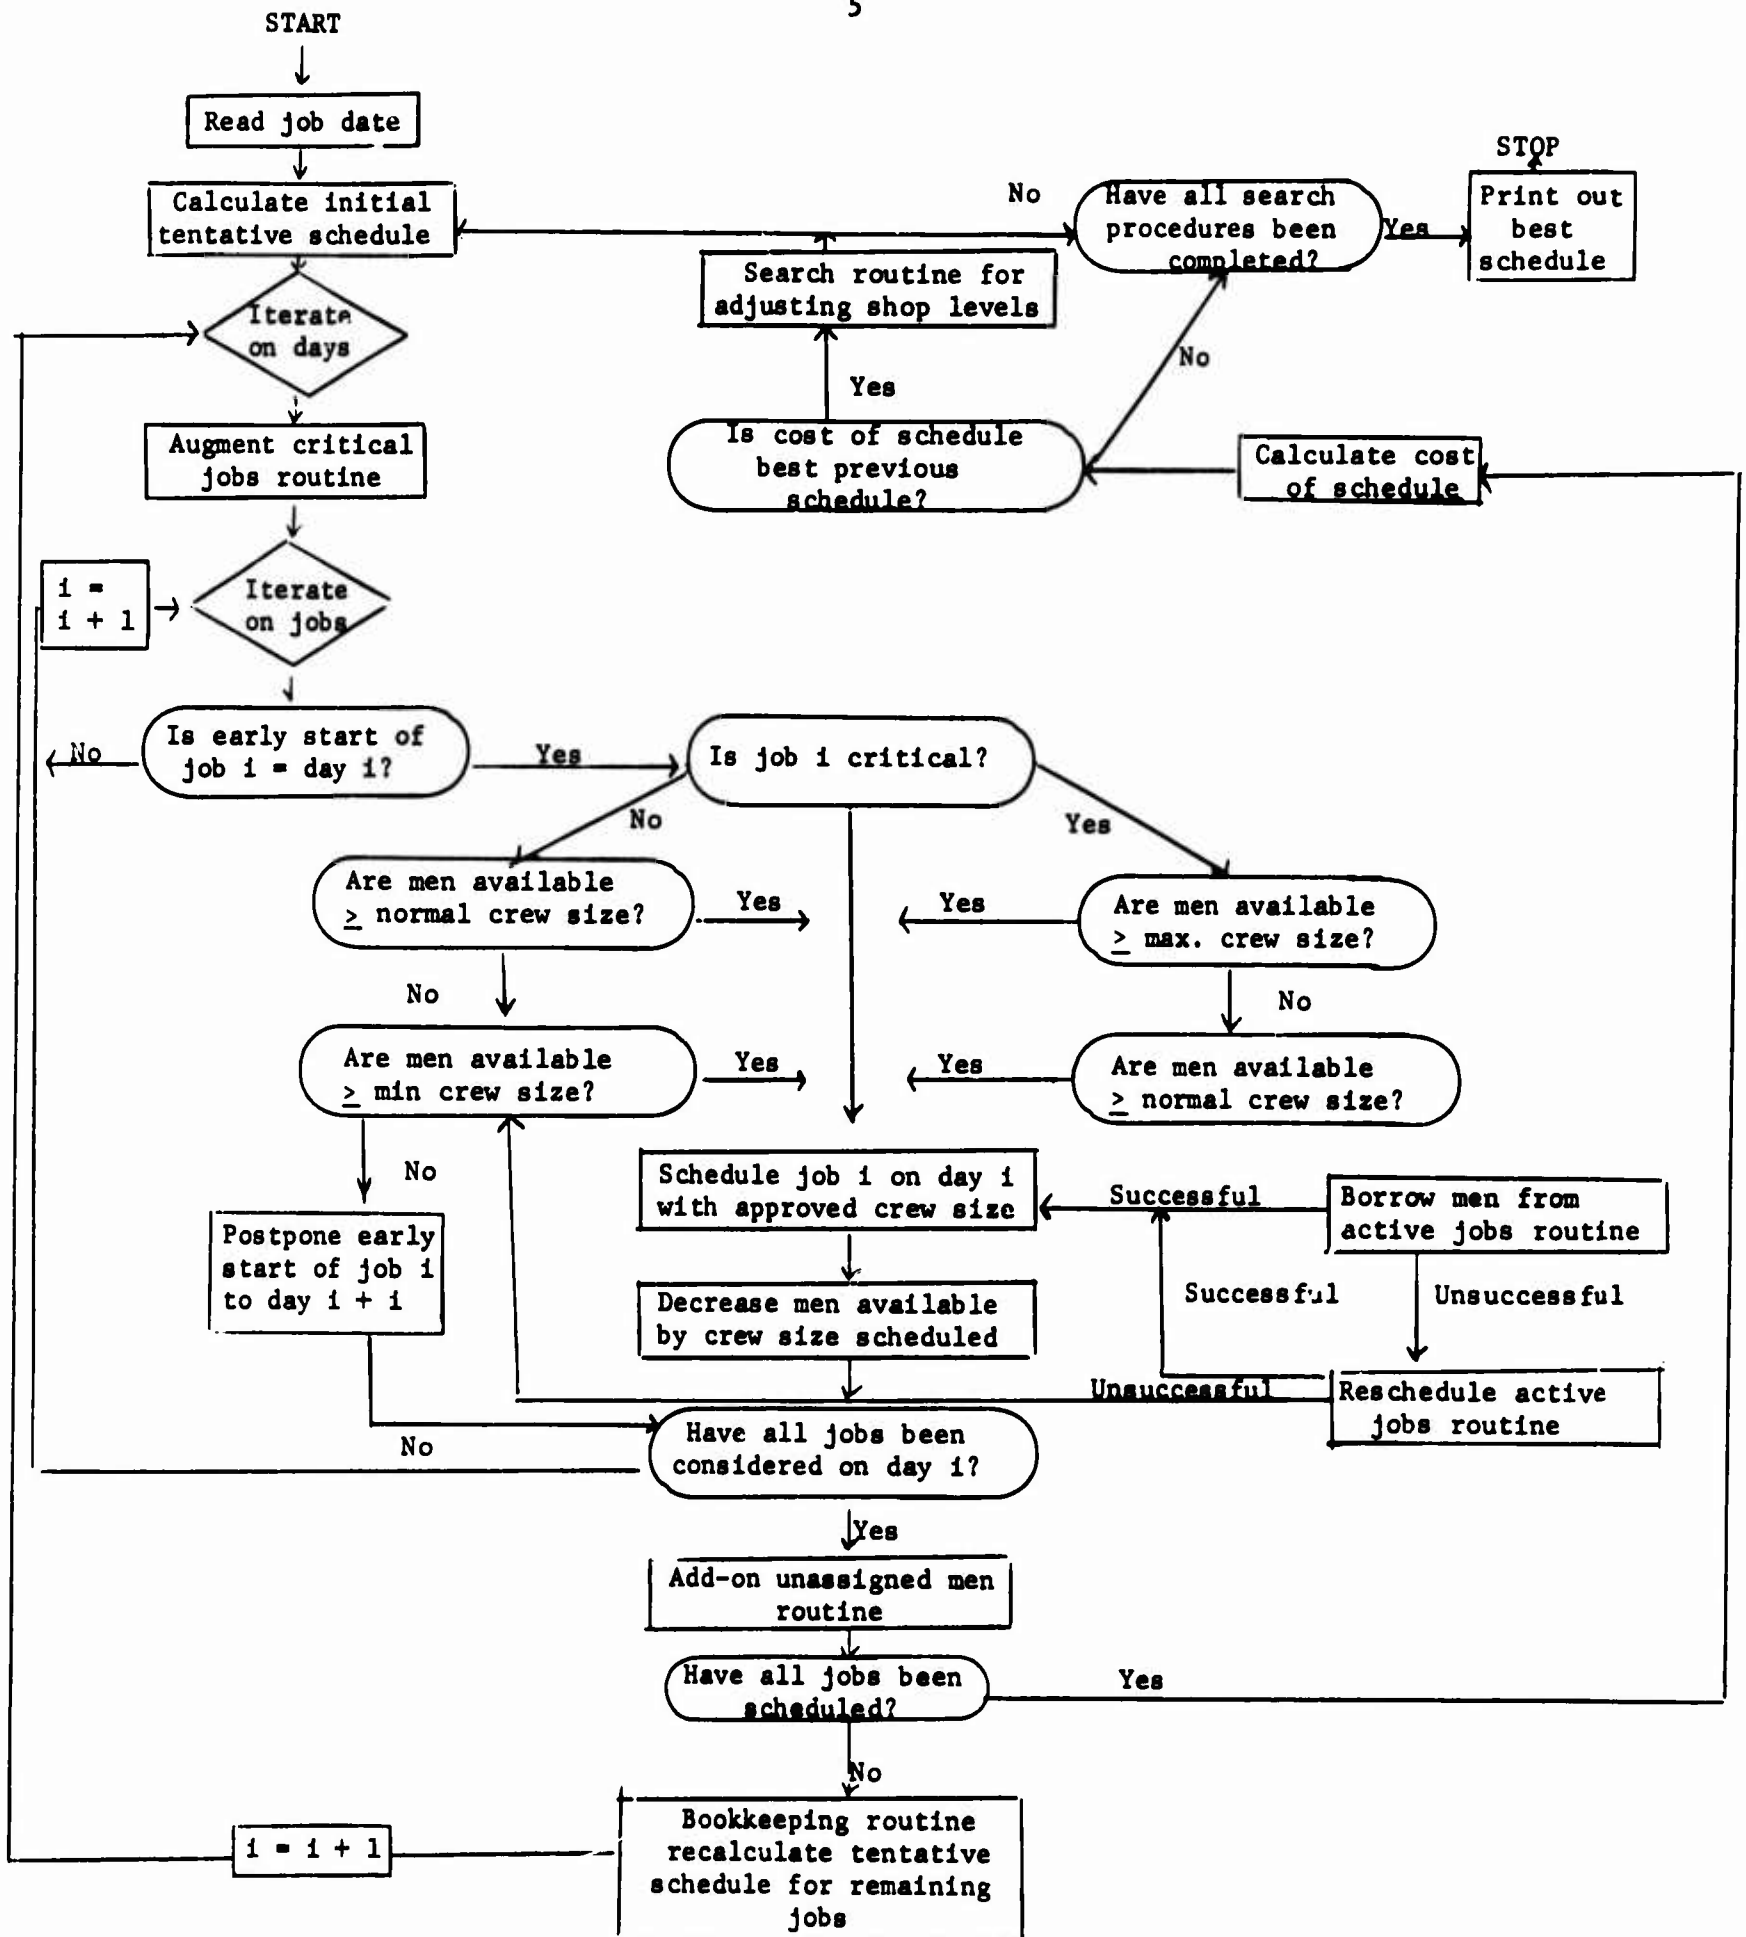 5
START
Read job date
Calculate initial
tentative schedule
No
Have all search
procedures been
completed?
Yes
STOP
Print out
best
schedule
Search routine for
adjusting shop levels
Iterate
on days
No
Yes
Is cost of schedule
best previous
schedule?
Calculate cost
of schedule
Augment critical
jobs routine
i =
i + 1
Iterate
on jobs
No
Is early start of
job i = day i?
Yes
Is job i critical?
No
Yes
Are men available
≥ normal crew size?
Yes
Yes
Are men available
≥ max. crew size?
No
No
Are men available
≥ min crew size?
Yes
Yes
Are men available
≥ normal crew size?
No
Schedule job i on day i
with approved crew size
Successful
Borrow men from
active jobs routine
Postpone early
start of job i
to day i + i
Decrease men available
by crew size scheduled
Successful
Unsuccessful
Unsuccessful
Reschedule active
jobs routine
No
Have all jobs been
considered on day i?
Yes
Add-on unassigned men
routine
Have all jobs been
scheduled?
Yes
No
i = i + 1
Bookkeeping routine
recalculate tentative
schedule for remaining
jobs